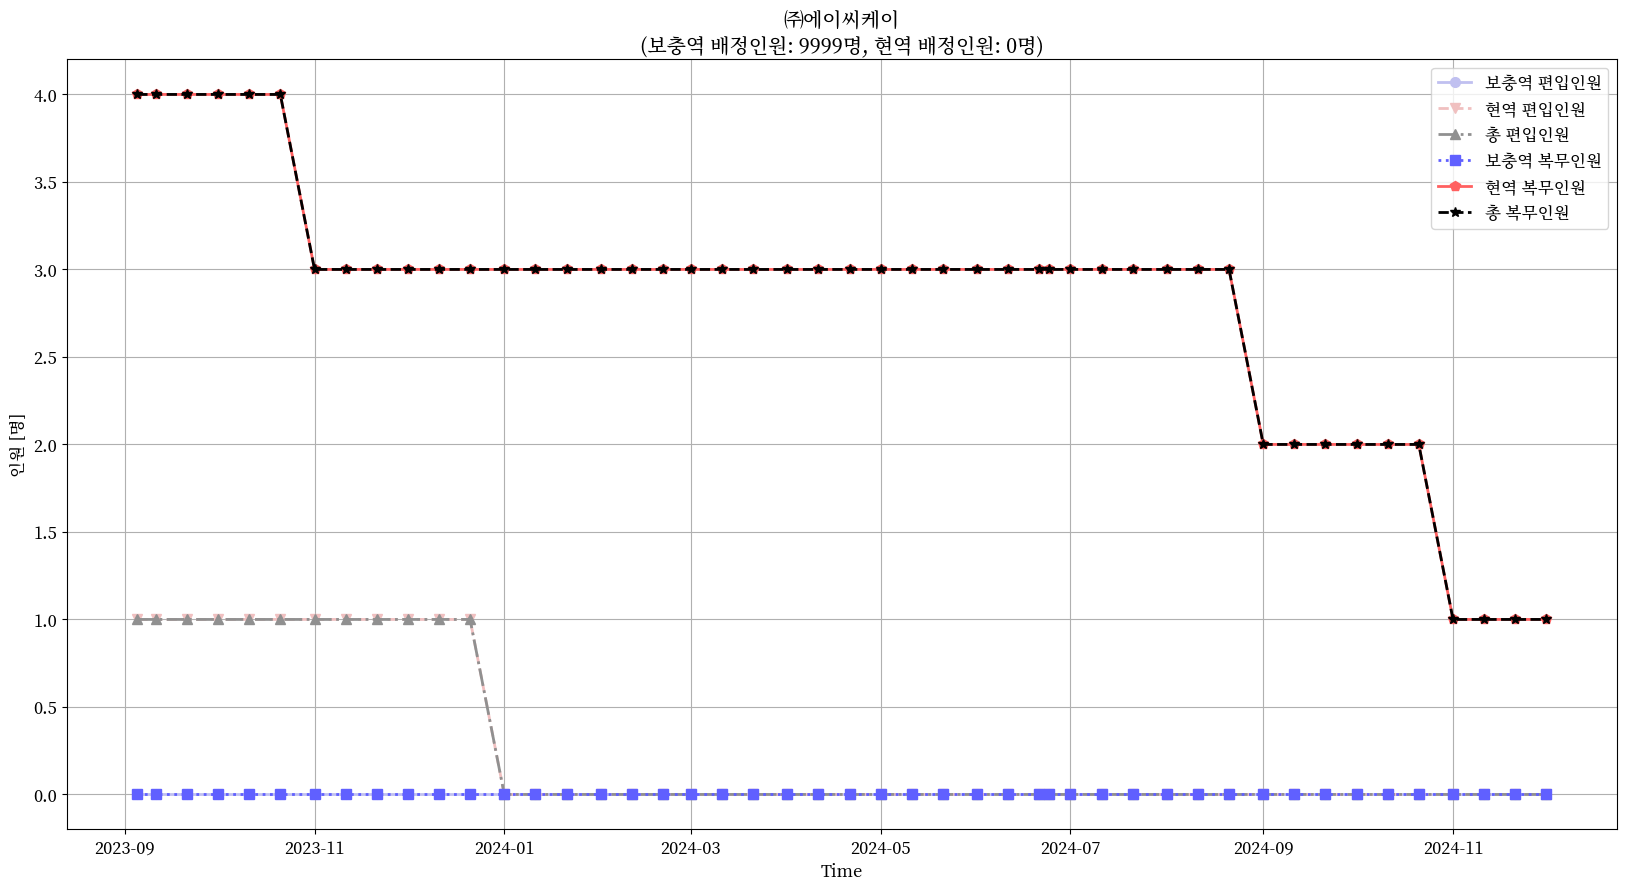 ㈜에이씨케이
(보충역 배정인원: 9999명, 현역 배정인원: 0명)
보충역 편입인원
현역 편입인원
총 편입인원
보충역 복무인원
현역 복무인원
총 복무인원
4.0
3.5
3.0
2.5
2.0
1.5
1.0
0.5
0.0
인원 [명]
2023-09
2023-11
2024-01
2024-03
2024-05
2024-07
2024-09
2024-11
Time